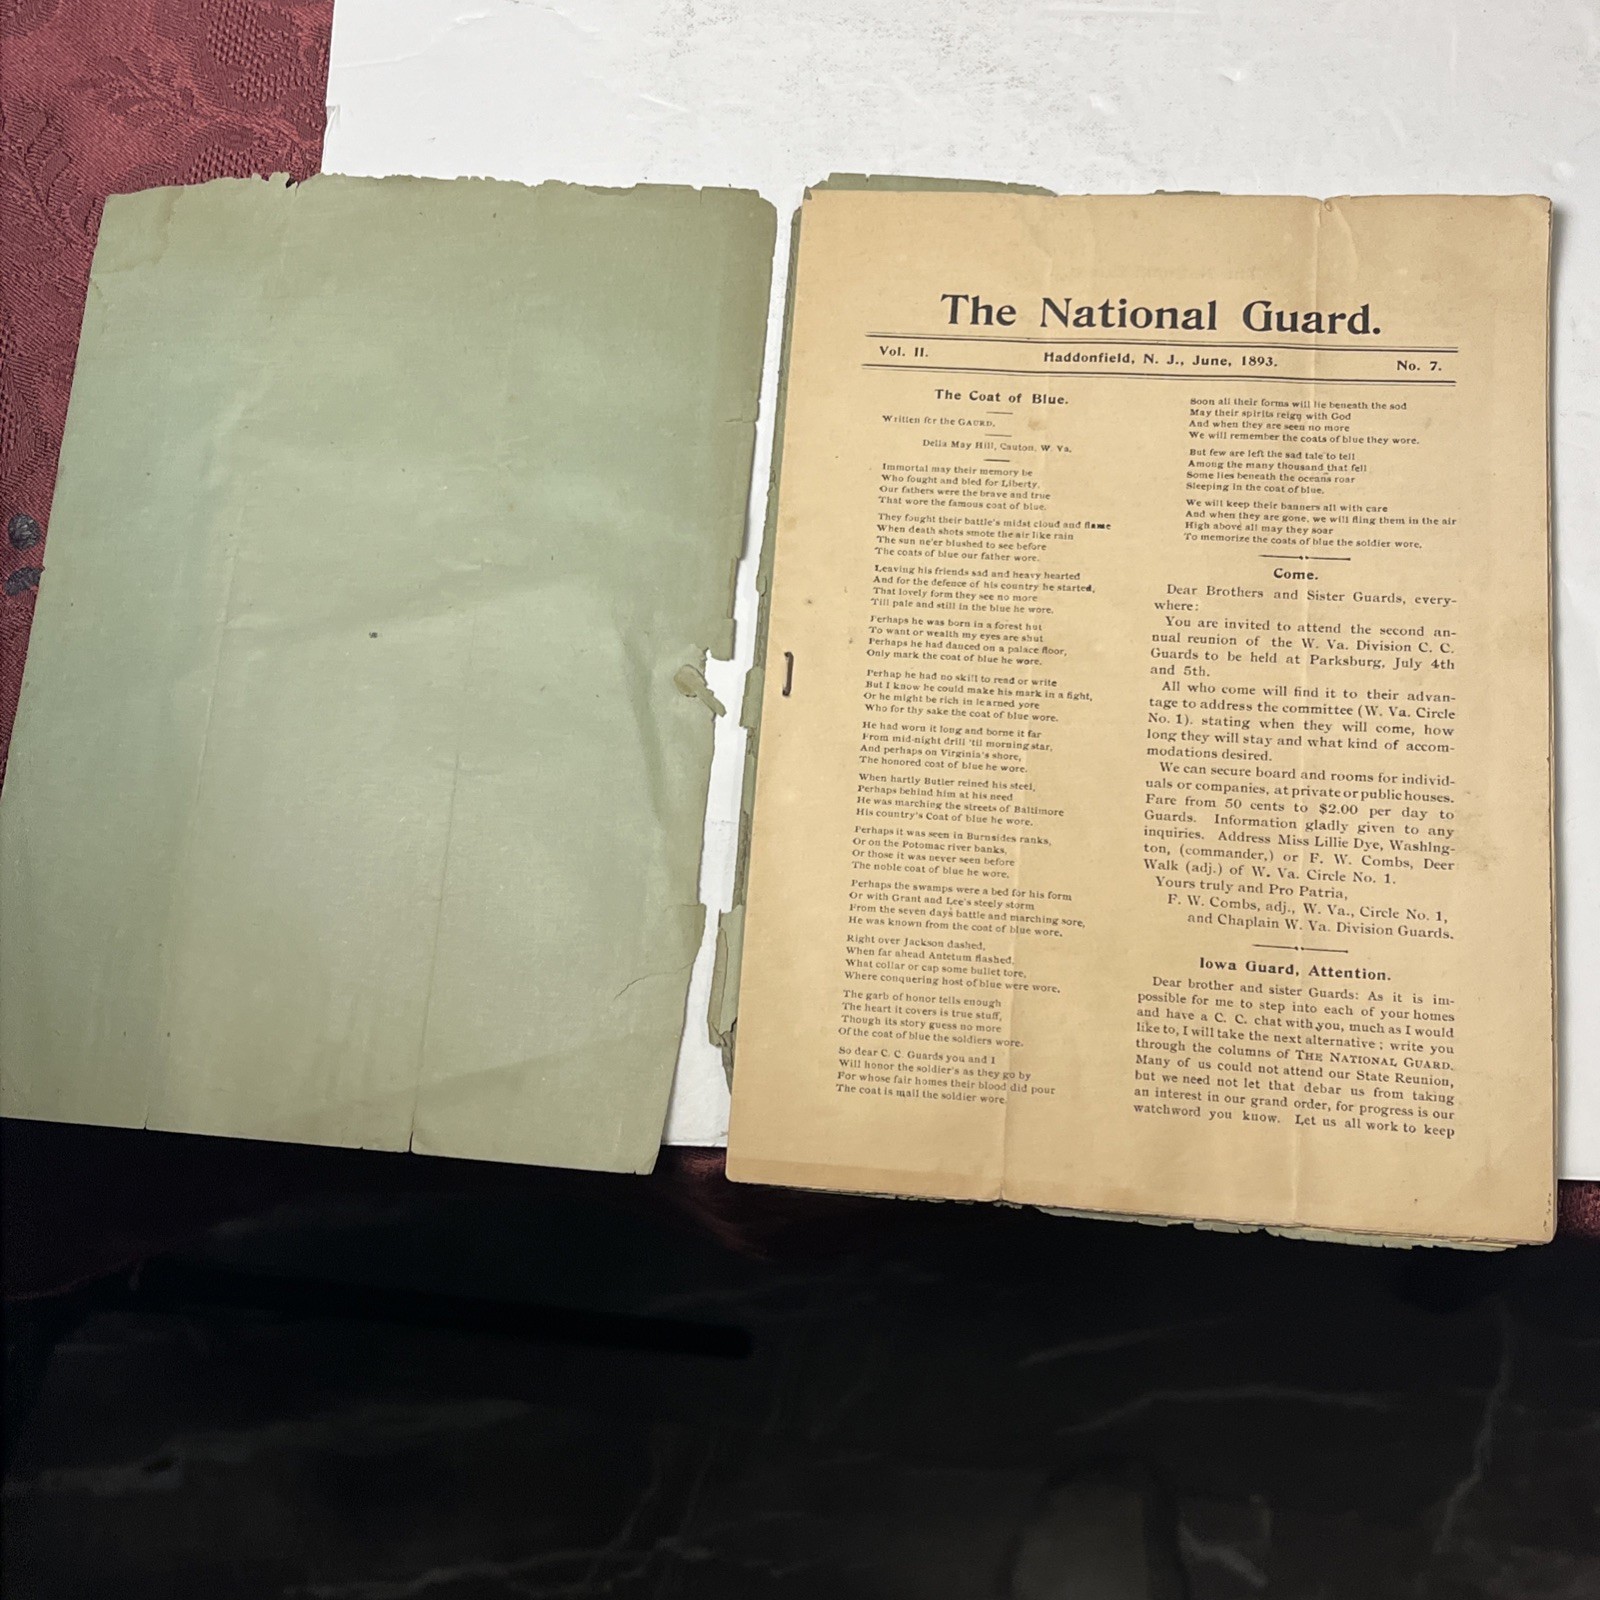 The National Guard.
Vol. II.
Haddonfield, N. J., June, 1893.
No. 7.
The Coat of Blue.
Written fcr the GAURD,
Della May Hill, Cauton, W. Va.
Immortal may their memory be
Who fought and bled for Liberty,
Our fathers were the brave and true
That wore the famous coat of blue.
They fought their battle's midst cloud and flame
When death shots smote the air like rain
The sun ne'er blushed to see before
The coats of blue our father wore.
Leaving his friends sad and heavy hearted
And for the defence of his country he started,
That lovely form they see no more
Till pale and still in the blue he wore.
Perhaps he was born in a forest hut
To want or wealth my eyes are shut
Perhaps he had danced on a palace floor,
Only mark the coat of blue he wore.
Perhap he had no skill to read or write
But I know he could make his mark in a fight,
Or he might be rich in learned yore
Who for thy sake the coat of blue wore.
He had worn it long and borne it far
From mid-night drill 'til morning star,
And perhaps on Virginia's shore,
The honored coat of blue he wore.
When hartly Butler reined his steel,
Perhaps behind him at his need
He was marching the streets of Baltimore
His country's Coat of blue he wore.
Perhaps it was seen in Burnsides ranks,
Or on the Potomac river banks,
Or those it was never seen before
The noble coat of blue he wore.
Perhaps the swamps were a bed for his form
Or with Grant and Lee's steely storm
From the seven days battle and marching sore,
He was known from the coat of blue wore.
Right over Jackson dashed,
When far ahead Antetum flashed,
What collar or cap some bullet tore,
Where conquering host of blue were wore.
The garb of honor tells enough
The heart it covers is true stuff,
Though its story guess no more
Of the coat of blue the soldiers wore.
So dear C. C. Guards you and I
Will honor the soldier's as they go by
For whose fair homes their blood did pour
The coat is mail the soldier wore.
Soon all their forms will lie beneath the sod
May their spirits reign with God
And when they are seen no more
We will remember the coats of blue they wore.
But few are left the sad tale to tell
Among the many thousand that fell
Some lies beneath the oceans roar
Sleeping in the coat of blue.
We will keep their banners all with care
And when they are gone, we will fling them in the air
High above all may they soar
To memorize the coats of blue the soldier wore.
Come.
Dear Brothers and Sister Guards, every-
where:
You are invited to attend the second an-
nual reunion of the W. Va. Division C. C.
Guards to be held at Parksburg, July 4th
and 5th.
All who come will find it to their advan-
tage to address the committee (W. Va. Circle
No. 1). stating when they will come, how
long they will stay and what kind of accom-
modations desired.
We can secure board and rooms for individ-
uals or companies, at private or public houses.
Fare from 50 cents to $2.00 per day to
Guards. Information gladly given to any
inquiries. Address Miss Lillie Dye, Washing-
ton, (commander,) or F. W. Combs, Deer
Walk (adj.) of W. Va. Circle No. 1.
Yours truly and Pro Patria,
F. W. Combs, adj., W. Va., Circle No. 1,
and Chaplain W. Va. Division Guards.
Iowa Guard, Attention.
Dear brother and sister Guards: As it is im-
possible for me to step into each of your homes
and have a C. C. chat with you, much as I would
like to, I will take the next alternative; write you
through the columns of THE NATIONAL GUARD.
Many of us could not attend our State Reunion,
but we need not let that debar us from taking
an interest in our grand order, for progress is our
watchword you know. Let us all work to keep